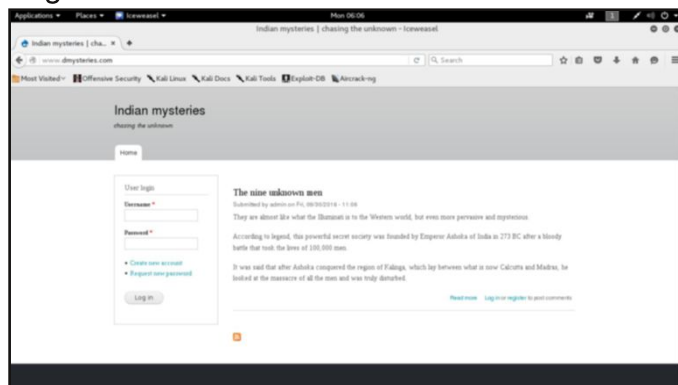 Applications Places Iceweasel Mon 06:06 1
Indian mysteries | chasing the unknown - Iceweasel
Indian mysteries | cha...
www.dmysteries.com Search
Most Visited Offensive Security Kali Linux Kali Docs Kali Tools Exploit-DB Aircrack-ng
Indian mysteries
chasing the unknown
Home
User login
Username *
Password *
Create new account
Request new password
Log in
The nine unknown men
Submitted by admin on Fri, 09/30/2016 - 11:06
They are almost like what the Illuminati is to the Western world, but even more pervasive and mysterious.
According to legend, this powerful secret society was founded by Emperor Ashoka of India in 273 BC after a bloody
battle that took the lives of 100,000 men.
It was said that after Ashoka conquered the region of Kalinga, which lay between what is now Calcutta and Madras, he
looked at the massacre of all the men and was truly disturbed.
Read more Log in or register to post comments